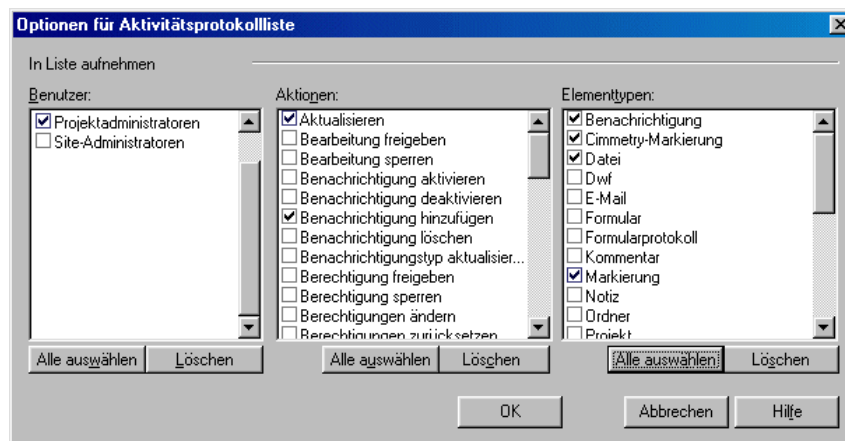 Optionen für Aktivitätsprotokollliste
In Liste aufnehmen
Benutzer:
Projektadministratoren
Site-Administratoren
Alle auswählen
Löschen
Aktionen:
Aktualisieren
Bearbeitung freigeben
Bearbeitung sperren
Benachrichtigung aktivieren
Benachrichtigung deaktivieren
Benachrichtigung hinzufügen
Benachrichtigung löschen
Benachrichtigungstyp aktualisier...
Berechtigung freigeben
Berechtigung sperren
Berechtigungen ändern
Berechtigungen zurücksetzen
Alle auswählen
Löschen
Elementtypen:
Benachrichtigung
Cimmetry-Markierung
Datei
Dwf
E-Mail
Formular
Formularprotokoll
Kommentar
Markierung
Notiz
Ordner
Projekt
Alle auswählen
Löschen
OK
Abbrechen
Hilfe